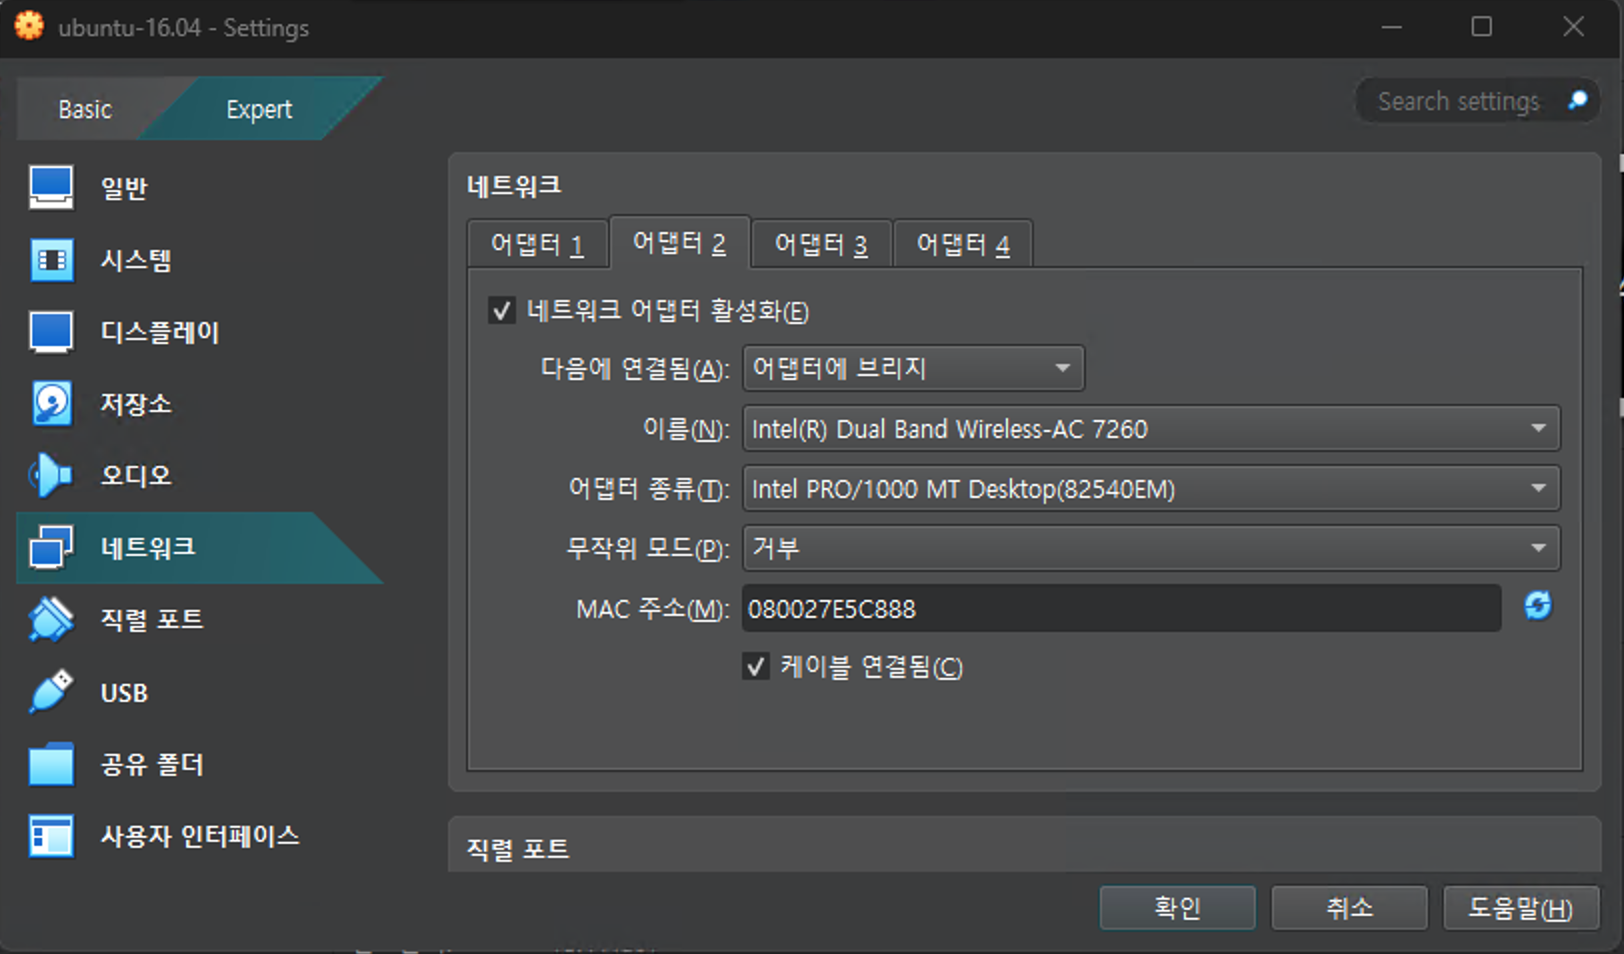 ubuntu-16.04 - Settings
Basic
Expert
Search settings
일반
시스템
디스플레이
저장소
오디오
네트워크
직렬 포트
USB
공유 폴더
사용자 인터페이스
네트워크
어댑터 1
어댑터 2
어댑터 3
어댑터 4
네트워크 어댑터 활성화(E)
다음에 연결됨(A): 어댑터에 브리지
이름(N): Intel(R) Dual Band Wireless-AC 7260
어댑터 종류(T): Intel PRO/1000 MT Desktop(82540EM)
무작위 모드(P): 거부
MAC 주소(M): 080027E5C888
케이블 연결됨(C)
직렬 포트
확인
취소
도움말(H)